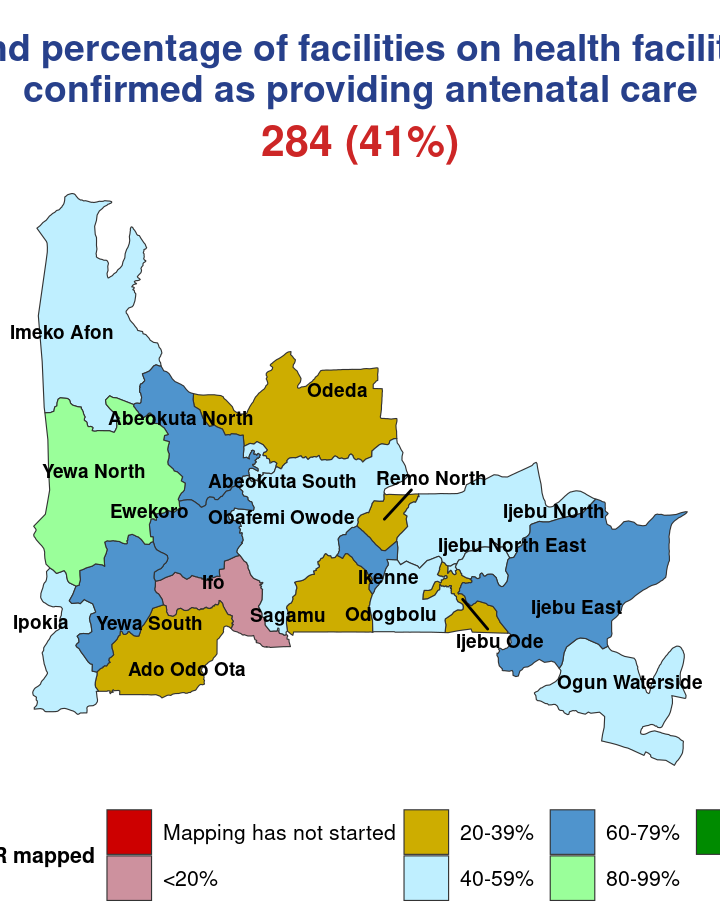 percentage of facilities on health
confirmed as providing antenatal care
284 (41%)
Imeko Afon
Odeda
Abeokuta North
Yewa North
Remo North
Abeokuta South
Ewekoro
Obafemi Owode
Ijebu North
Ijebu North East
Ikenne
Ifo
Ijebu East
Sagamu
Odogbolu
Ipokia
Yewa South
Ijebu Ode
Ado Odo Ota
Ogun Waterside
mapped
Mapping has not started
20-39%
60-79%
<20%
40-59%
80-99%